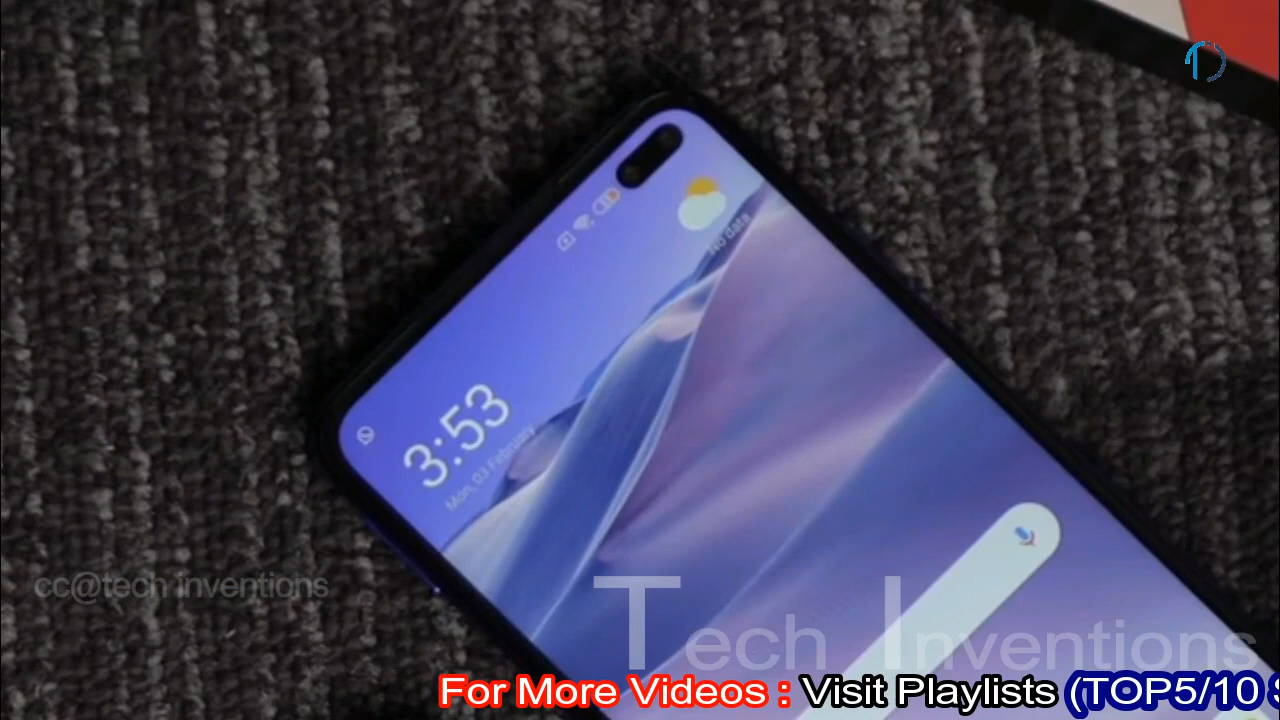 No data
3:53
Mon, 03 February
cc@tech inventions
Tech Inventions
For More Videos : Visit Playlists (TOP5/10 S